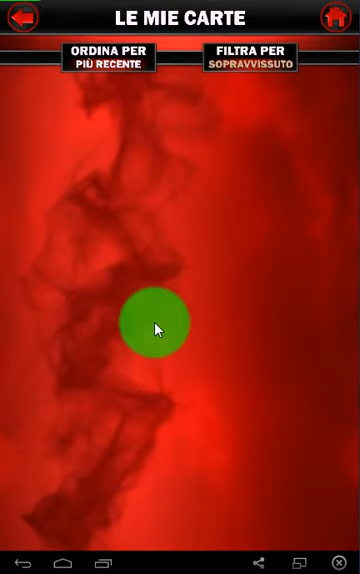 LE MIE CARTE
ORDINA PER
PIÙ RECENTE
FILTRA PER
SOPRAVVISSUTO